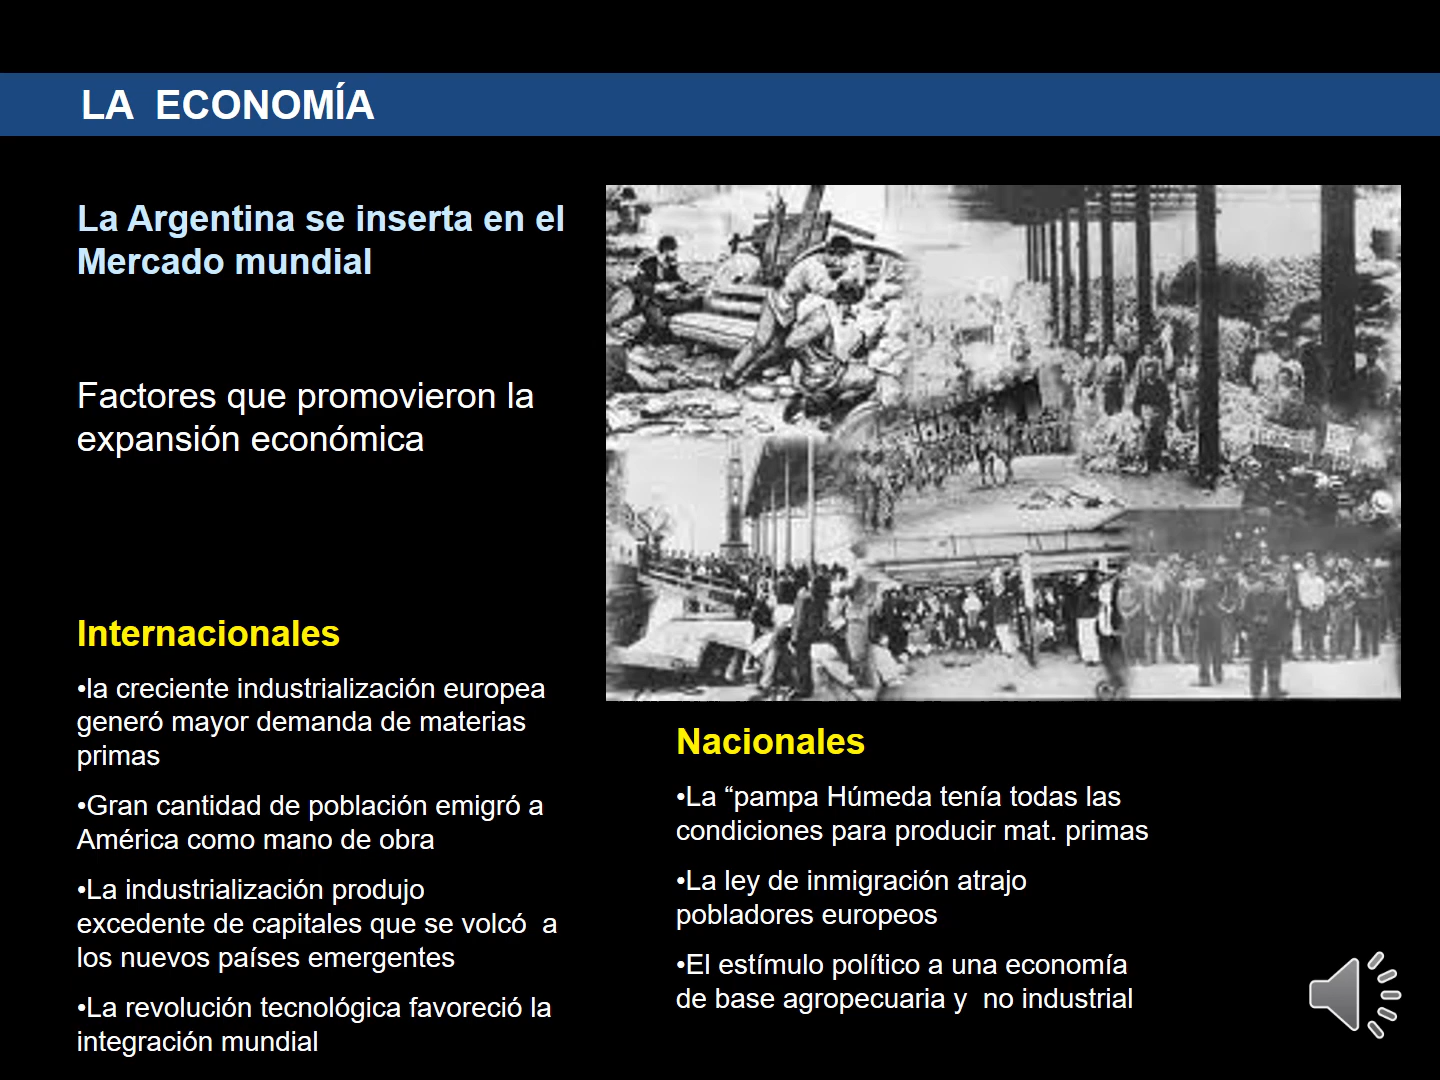 LA  ECONOMÍA
La Argentina se inserta en el
Mercado mundial
Factores que promovieron la
expansión económica
Internacionales
•la creciente industrialización europea
generó mayor demanda de materias
primas
•Gran cantidad de población emigró a
América como mano de obra
•La industrialización produjo
excedente de capitales que se volcó  a
los nuevos países emergentes
•La revolución tecnológica favoreció la
integración mundial
Nacionales
•La “pampa Húmeda tenía todas las
condiciones para producir mat. primas
•La ley de inmigración atrajo
pobladores europeos
•El estímulo político a una economía
de base agropecuaria y  no industrial